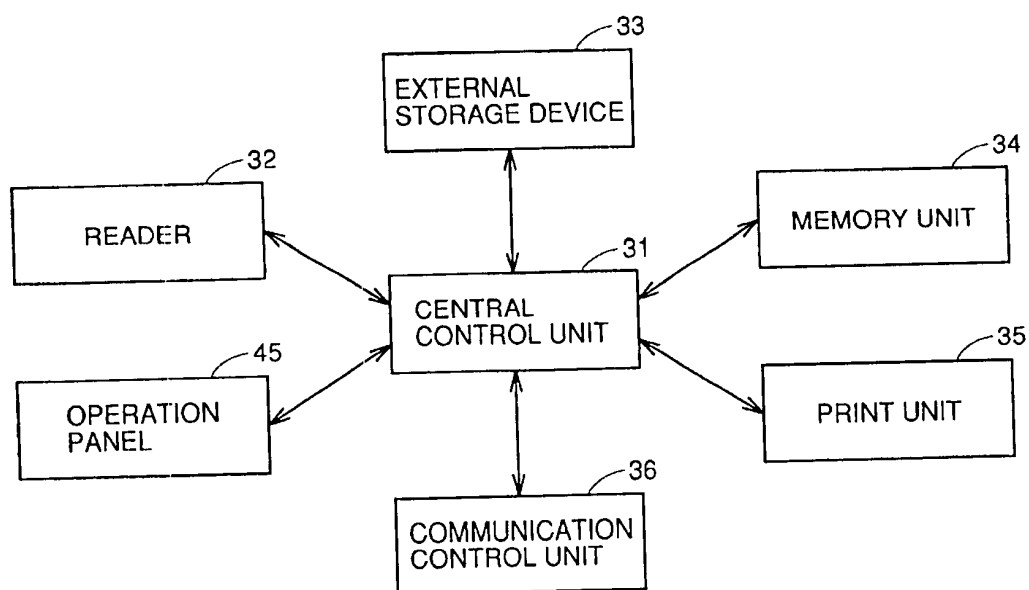 33
EXTERNAL
STORAGE DEVICE
32
READER
34
MEMORY UNIT
31
CENTRAL
CONTROL UNIT
45
OPERATION
PANEL
35
PRINT UNIT
36
COMMUNICATION
CONTROL UNIT